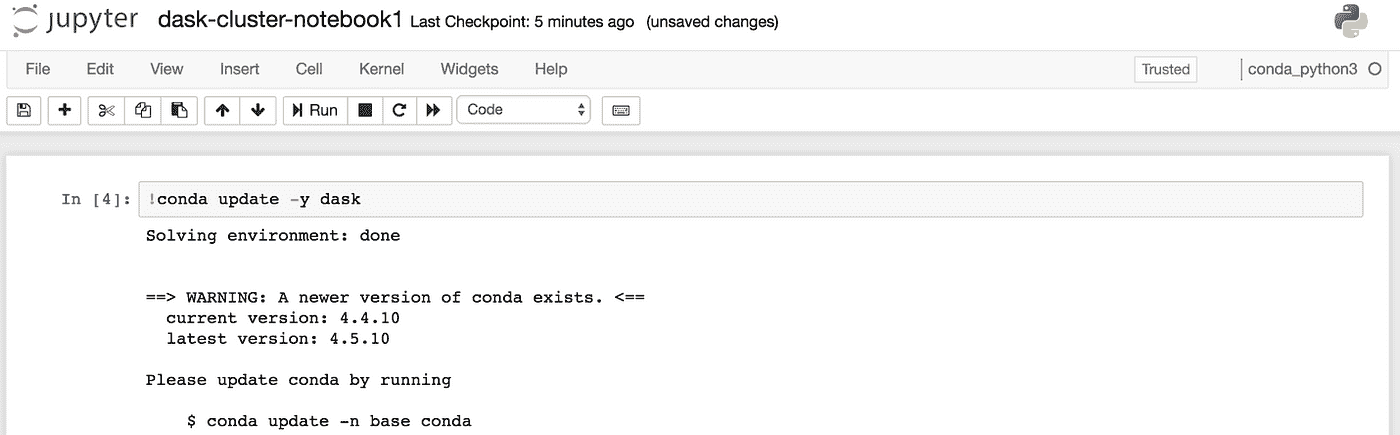 jupyter dask-cluster-notebook1 Last Checkpoint: 5 minutes ago (unsaved changes)
File Edit View Insert Cell Kernel Widgets Help Trusted conda_python3
Run Code
In [4]: !conda update -y dask
Solving environment: done
==> WARNING: A newer version of conda exists. <==
current version: 4.4.10
latest version: 4.5.10
Please update conda by running
$ conda update -n base conda